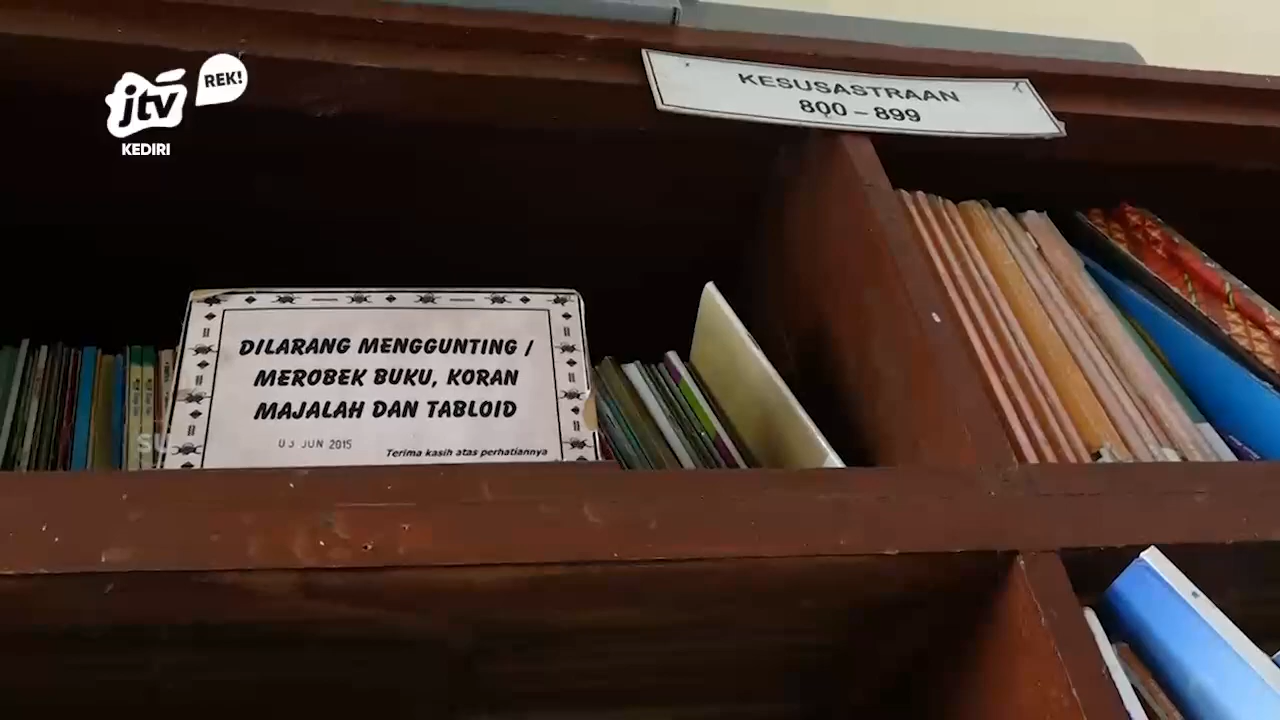 jtv
REK!
KEDIRI
KESUSASTRAAN
800 – 899
DILARANG MENGGUNTING /
MEROBEK BUKU, KORAN
MAJALAH DAN TABLOID
03 JUN 2015
Terima kasih atas perhatiannya